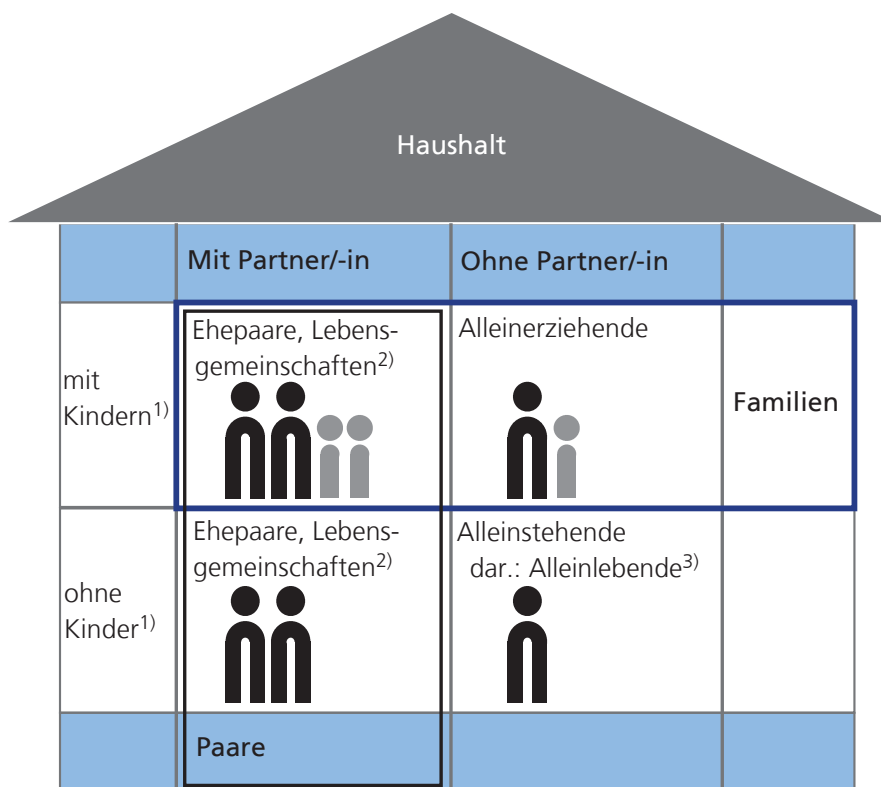 Haushalt
Mit Partner/-in
Ohne Partner/-in
mit
Kindern1)
Ehepaare, Lebens-
gemeinschaften2)
Alleinerziehende
Familien
ohne
Kinder1)
Ehepaare, Lebens-
gemeinschaften2)
Alleinstehende
dar.: Alleinlebende3)
Paare